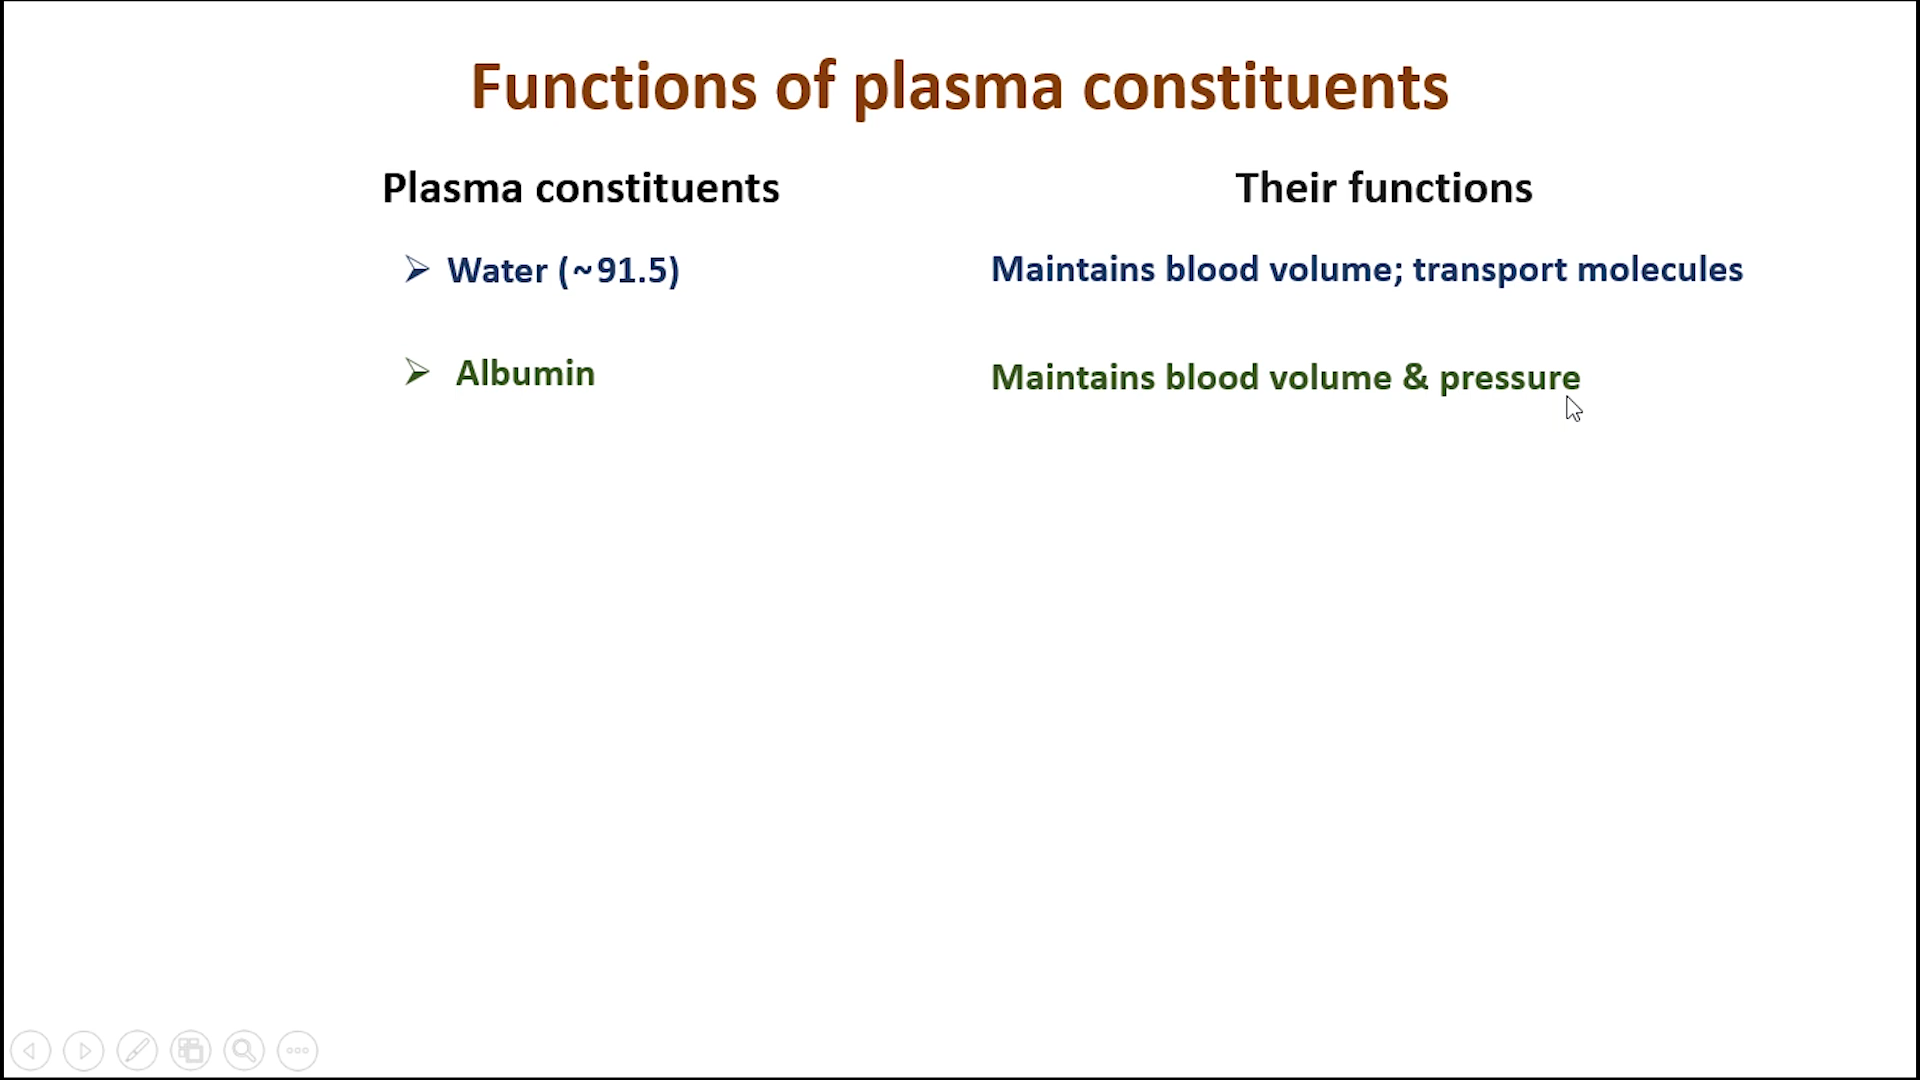 Functions of plasma constituents
Plasma constituents
Their functions
Water (~91.5)
Maintains blood volume; transport molecules
Albumin
Maintains blood volume & pressure